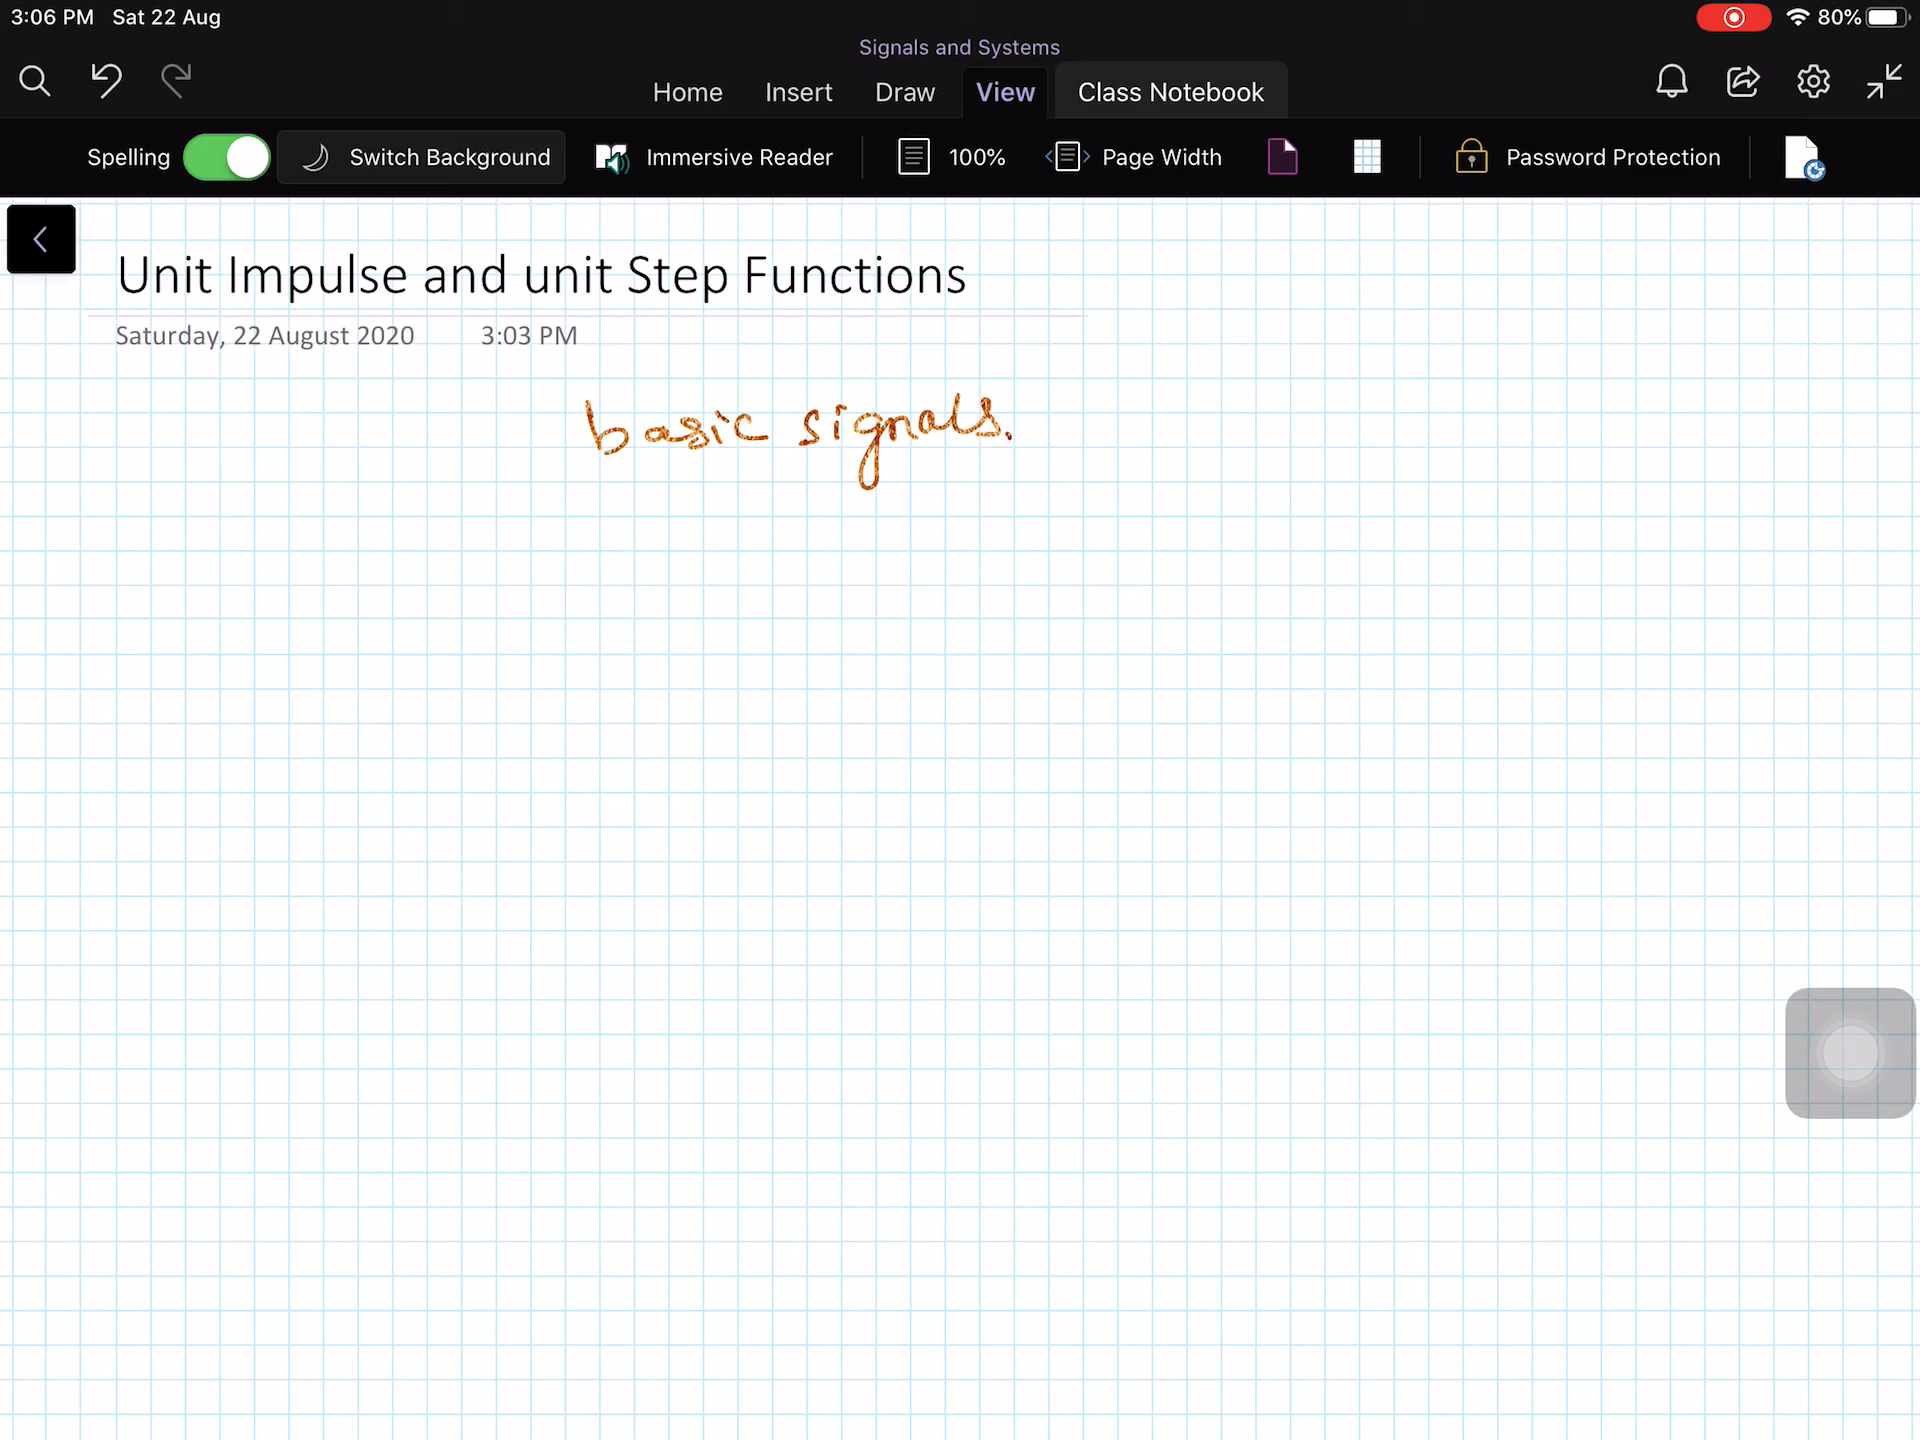 3:06 PM Sat 22 Aug 80%
Signals and Systems
Home Insert Draw View Class Notebook
Spelling Switch Background Immersive Reader 100% Page Width Password Protection
Unit Impulse and unit Step Functions
Saturday, 22 August 2020 3:03 PM
basic signals.